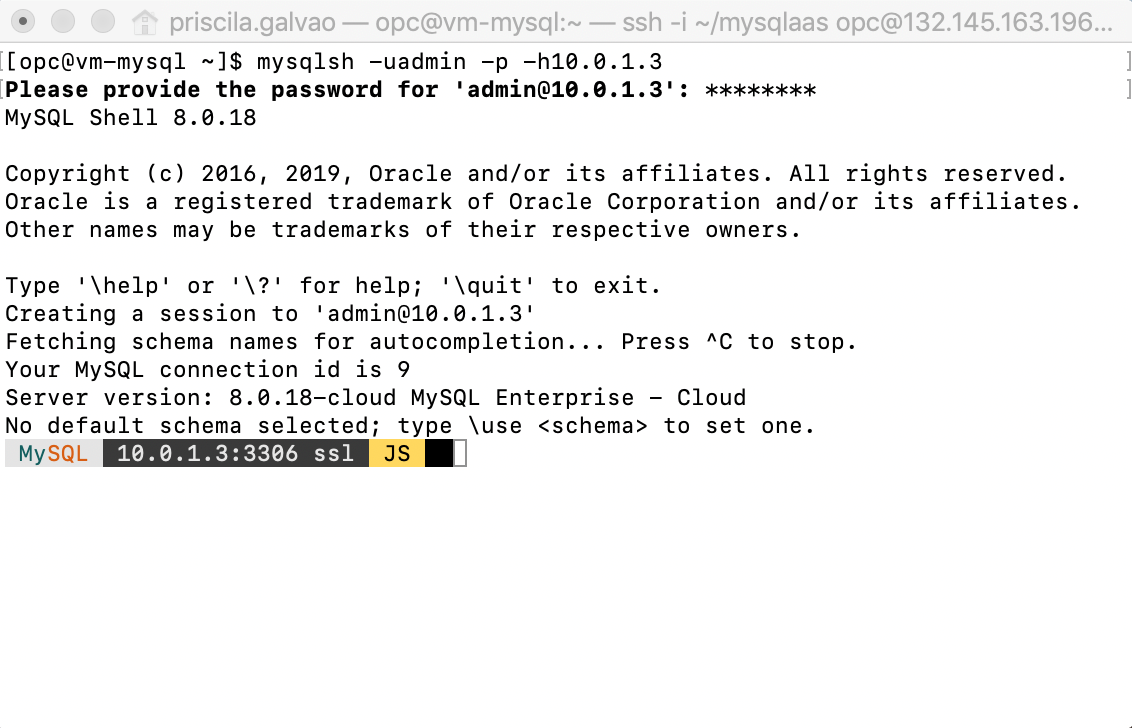 priscila.galvao — opc@vm-mysql:~ — ssh -i ~/mysqlaas opc@132.145.163.196...
[[opc@vm-mysql ~]$ mysqlsh -uadmin -p -h10.0.1.3 ]
[Please provide the password for 'admin@10.0.1.3': ******** ]
MySQL Shell 8.0.18
Copyright (c) 2016, 2019, Oracle and/or its affiliates. All rights reserved.
Oracle is a registered trademark of Oracle Corporation and/or its affiliates.
Other names may be trademarks of their respective owners.
Type '\help' or '\?' for help; '\quit' to exit.
Creating a session to 'admin@10.0.1.3'
Fetching schema names for autocompletion... Press ^C to stop.
Your MySQL connection id is 9
Server version: 8.0.18-cloud MySQL Enterprise - Cloud
No default schema selected; type \use <schema> to set one.
MySQL 10.0.1.3:3306 ssl JS